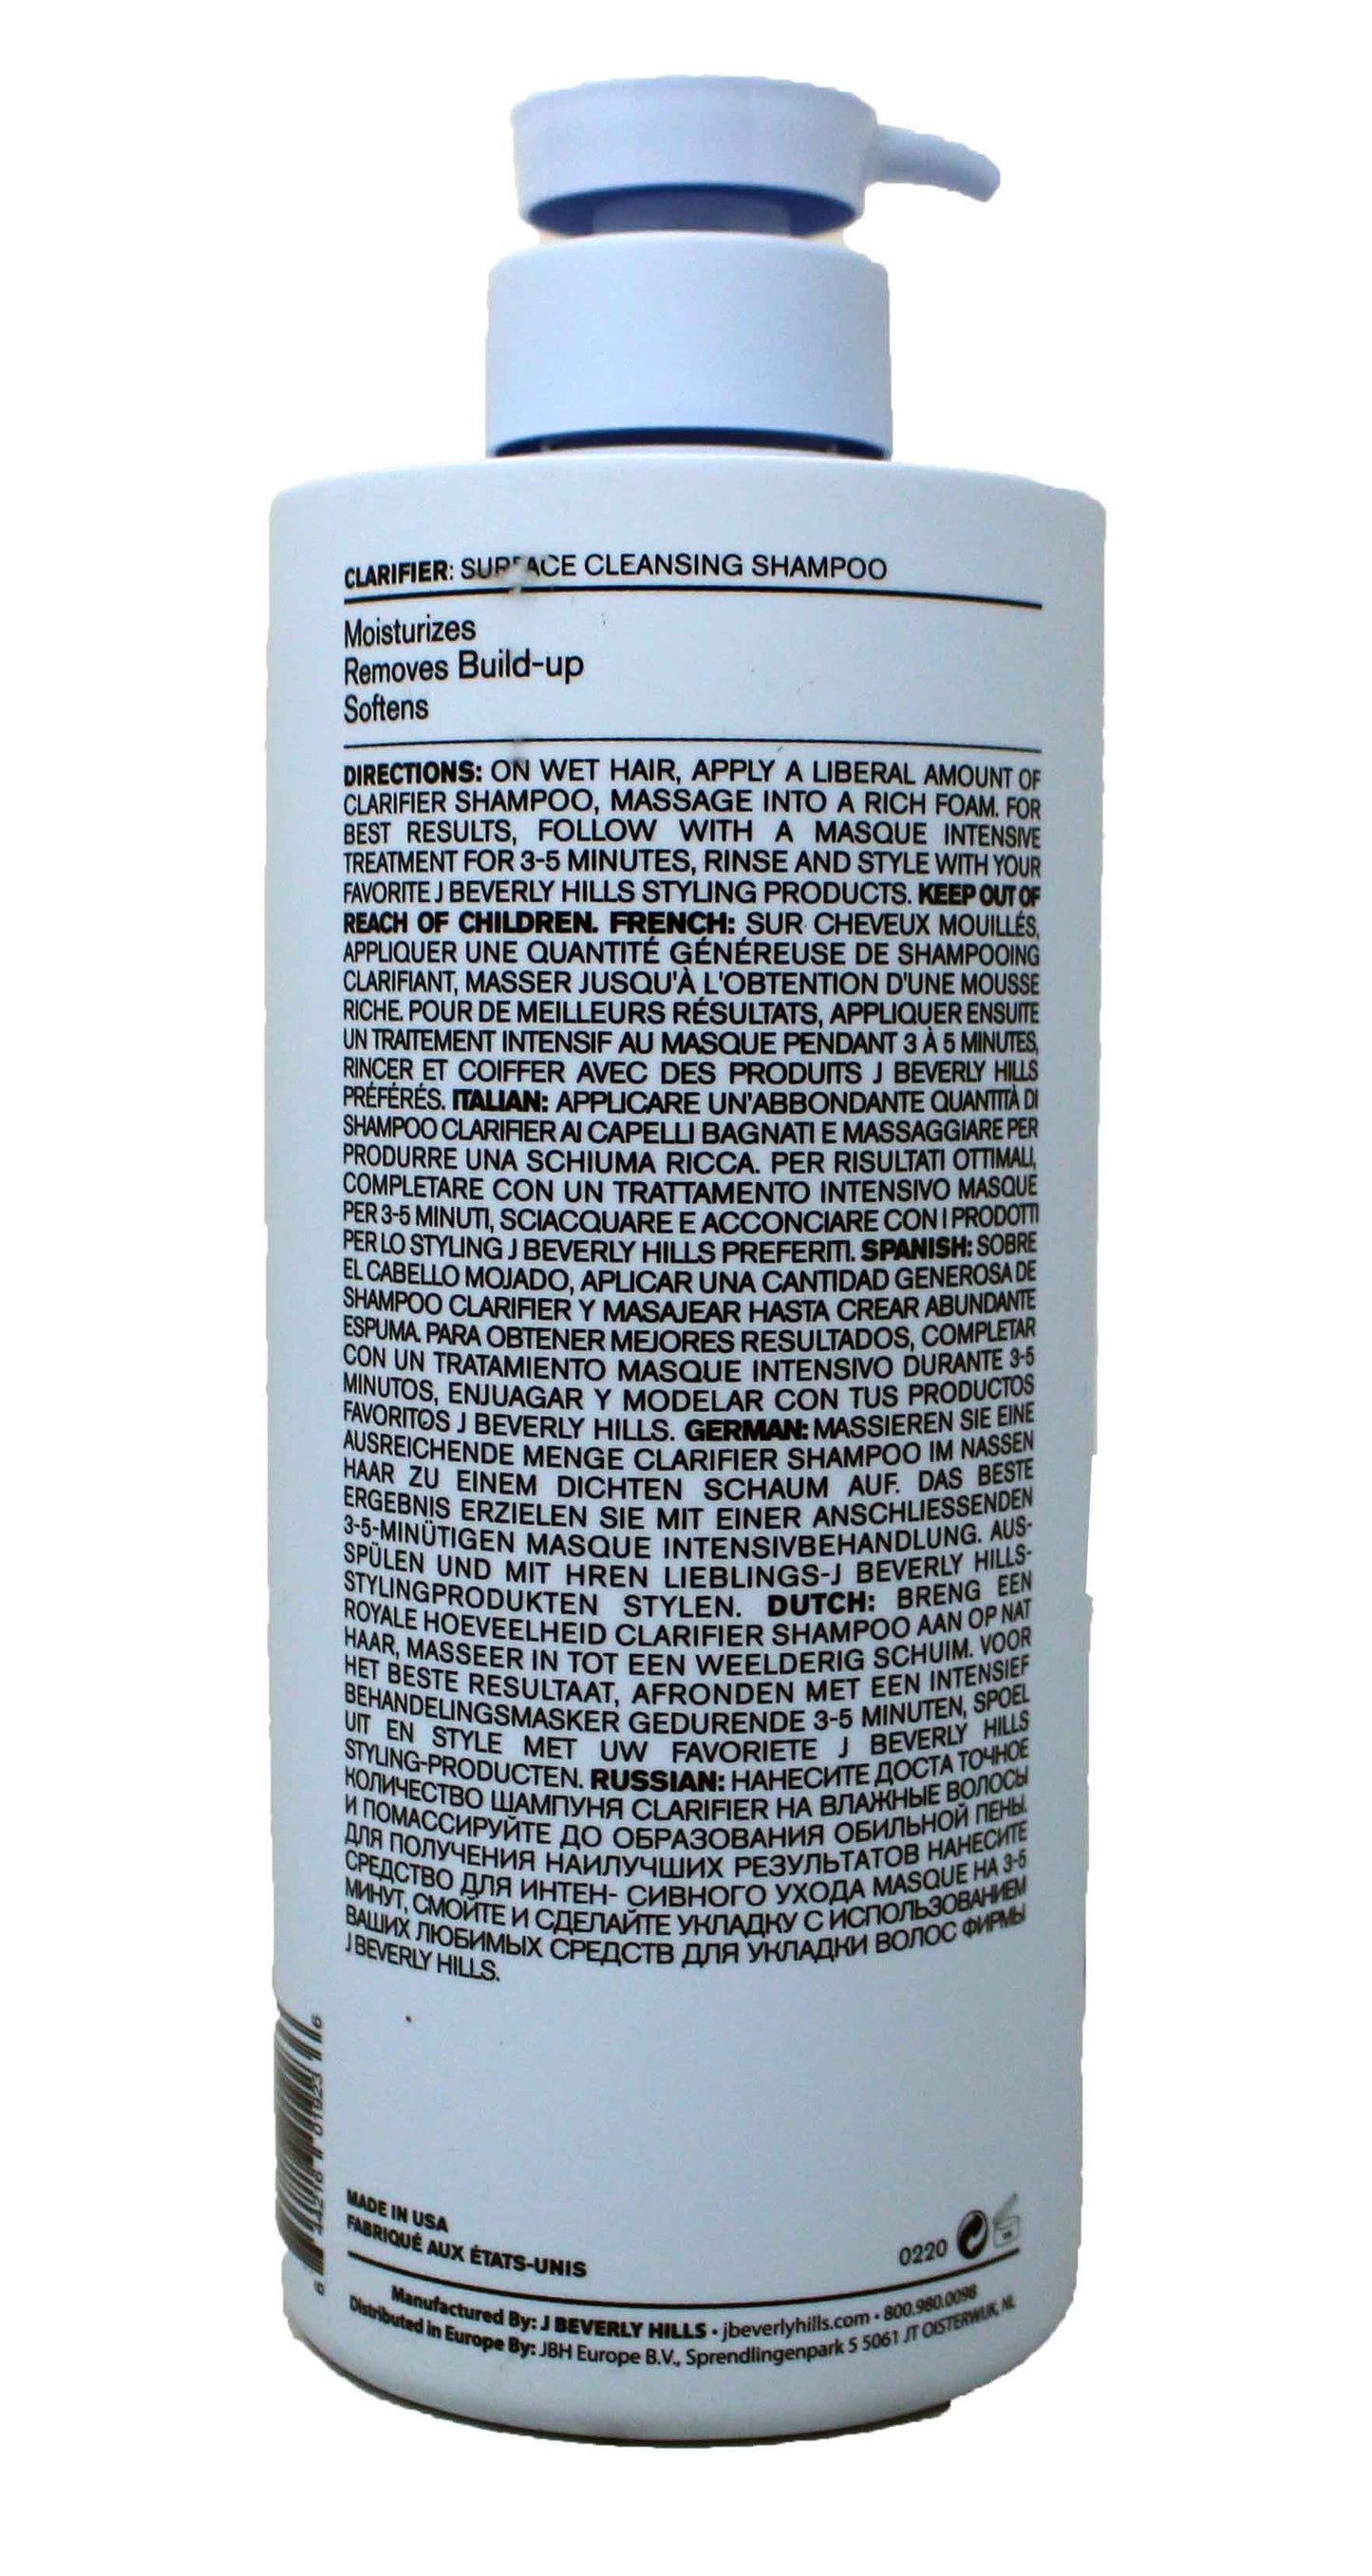 CLARIFIER: SURFACE CLEANSING SHAMPOO
Moisturizes
Removes Build-up
Softens
DIRECTIONS: ON WET HAIR, APPLY A LIBERAL AMOUNT OF
CLARIFIER SHAMPOO, MASSAGE INTO A RICH FOAM. FOR
BEST RESULTS, FOLLOW WITH A MASQUE INTENSIVE
TREATMENT FOR 3-5 MINUTES, RINSE AND STYLE WITH YOUR
FAVORITE J BEVERLY HILLS STYLING PRODUCTS. KEEP OUT OF
REACH OF CHILDREN. FRENCH: SUR CHEVEUX MOUILLÉS,
APPLIQUER UNE QUANTITÉ GÉNÉREUSE DE SHAMPOOING
CLARIFIANT, MASSER JUSQU'À L'OBTENTION D'UNE MOUSSE
RICHE. POUR DE MEILLEURS RÉSULTATS, APPLIQUER ENSUITE
UN TRAITEMENT INTENSIF AU MASQUE PENDANT 3 À 5 MINUTES,
RINCER ET COIFFER AVEC DES PRODUITS J BEVERLY HILLS
PRÉFÉRÉS. ITALIAN: APPLICARE UN'ABBONDANTE QUANTITÀ DI
SHAMPOO CLARIFIER AI CAPELLI BAGNATI E MASSAGGIARE PER
PRODURRE UNA SCHIUMA RICCA. PER RISULTATI OTTIMALI,
COMPLETARE CON UN TRATTAMENTO INTENSIVO MASQUE
PER 3-5 MINUTI, SCIACQUARE E ACCONCIARE CON I PRODOTTI
PER LO STYLING J BEVERLY HILLS PREFERITI. SPANISH: SOBRE
EL CABELLO MOJADO, APLICAR UNA CANTIDAD GENEROSA DE
SHAMPOO CLARIFIER Y MASAJEAR HASTA CREAR ABUNDANTE
ESPUMA. PARA OBTENER MEJORES RESULTADOS, COMPLETAR
CON UN TRATAMIENTO MASQUE INTENSIVO DURANTE 3-5
MINUTOS, ENJUAGAR Y MODELAR CON TUS PRODUCTOS
FAVORITOS J BEVERLY HILLS. GERMAN: MASSIEREN SIE EINE
AUSREICHENDE MENGE CLARIFIER SHAMPOO IM NASSEN
HAAR ZU EINEM DICHTEN SCHAUM AUF. DAS BESTE
ERGEBNIS ERZIELEN SIE MIT EINER ANSCHLIESSENDEN
3-5-MINÜTIGEN MASQUE INTENSIVBEHANDLUNG. AUS-
SPÜLEN UND MIT HREN LIEBLINGS-J BEVERLY HILLS-
STYLINGPRODUKTEN STYLEN. DUTCH: BRENG EEN
ROYALE HOEVEELHEID CLARIFIER SHAMPOO AAN OP NAT
HAAR, MASSEER IN TOT EEN WEELDERIG SCHUIM. VOOR
HET BESTE RESULTAAT, AFRONDEN MET EEN INTENSIEF
BEHANDELINGSMASKER GEDURENDE 3-5 MINUTEN, SPOEL
UIT EN STYLE MET UW FAVORIETE J BEVERLY HILLS
STYLING-PRODUCTEN. RUSSIAN: НАНЕСИТЕ ДОСТА ТОЧНОЕ
КОЛИЧЕСТВО ШАМПУНЯ CLARIFIER НА ВЛАЖНЫЕ ВОЛОСЫ
И ПОМАССИРУЙТЕ ДО ОБРАЗОВАНИЯ ОБИЛЬНОЙ ПЕНЫ.
ДЛЯ ПОЛУЧЕНИЯ НАИЛУЧШИХ РЕЗУЛЬТАТОВ НАНЕСИТЕ
СРЕДСТВО ДЛЯ ИНТЕН- СИВНОГО УХОДА MASQUE НА 3-5
МИНУТ, СМОЙТЕ И СДЕЛАЙТЕ УКЛАДКУ С ИСПОЛЬЗОВАНИЕМ
ВАШИХ ЛЮБИМЫХ СРЕДСТВ ДЛЯ УКЛАДКИ ВОЛОС ФИРМЫ
J BEVERLY HILLS.
6 44216 01923 6
MADE IN USA
FABRIQUÉ AUX ÉTATS-UNIS
0220
Manufactured By: J BEVERLY HILLS • jbeverlyhills.com • 800.980.0098
Distributed in Europe By: JBH Europe B.V., Sprendlingenpark 5 5061 JT OISTERWIJK, NL